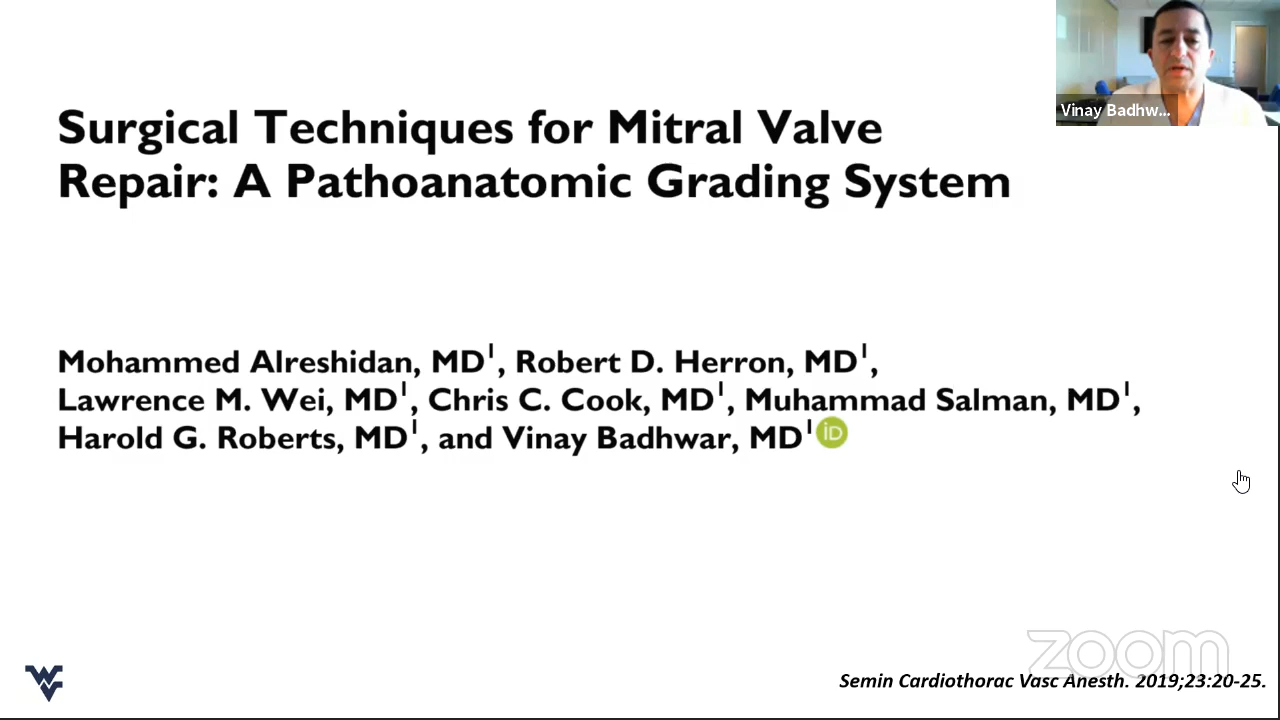 Vinay Badhw...
Surgical Techniques for Mitral Valve
Repair: A Pathoanatomic Grading System
Mohammed Alreshidan, MD1, Robert D. Herron, MD1,
Lawrence M. Wei, MD1, Chris C. Cook, MD1, Muhammad Salman, MD1,
Harold G. Roberts, MD1, and Vinay Badhwar, MD1 iD
zoom
Semin Cardiothorac Vasc Anesth. 2019;23:20-25.
WV